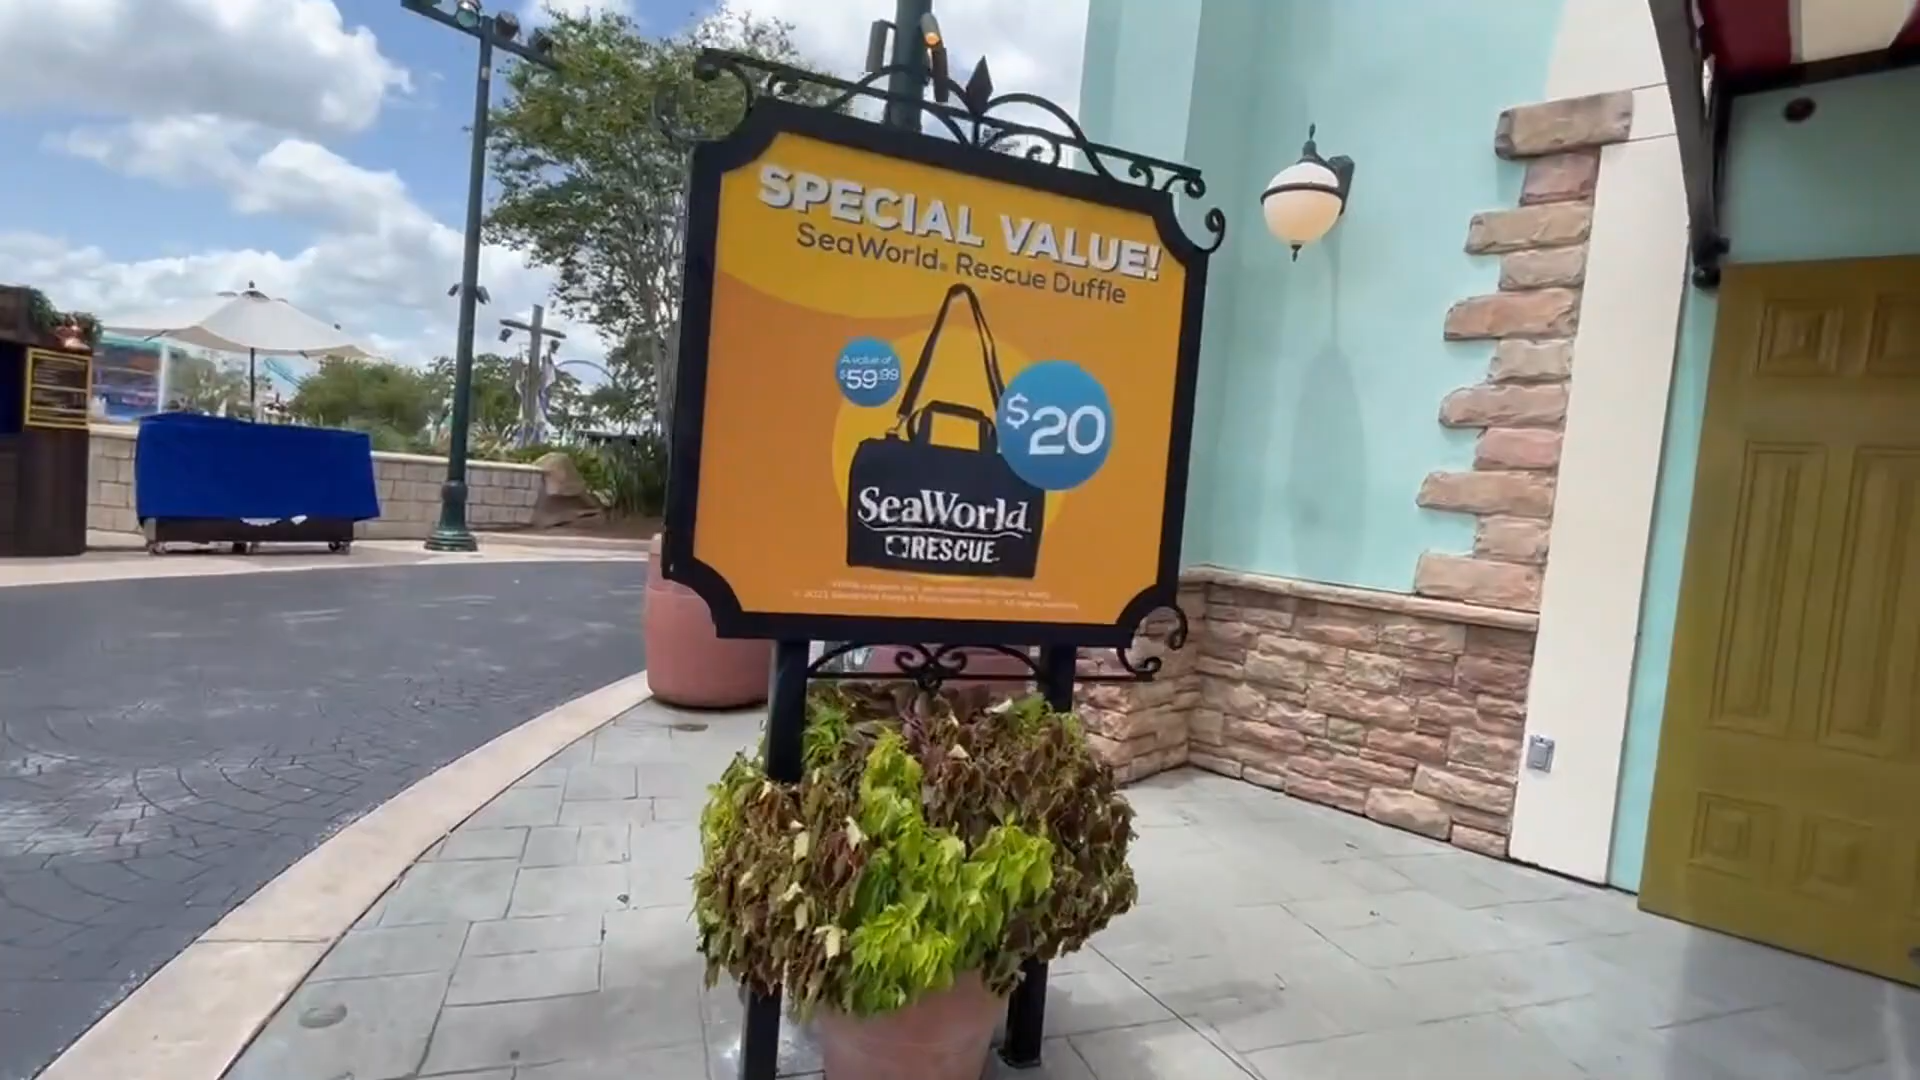 SPECIAL VALUE!
SeaWorld® Rescue Duffle
A value of
$59.99
$20
SeaWorld
RESCUE